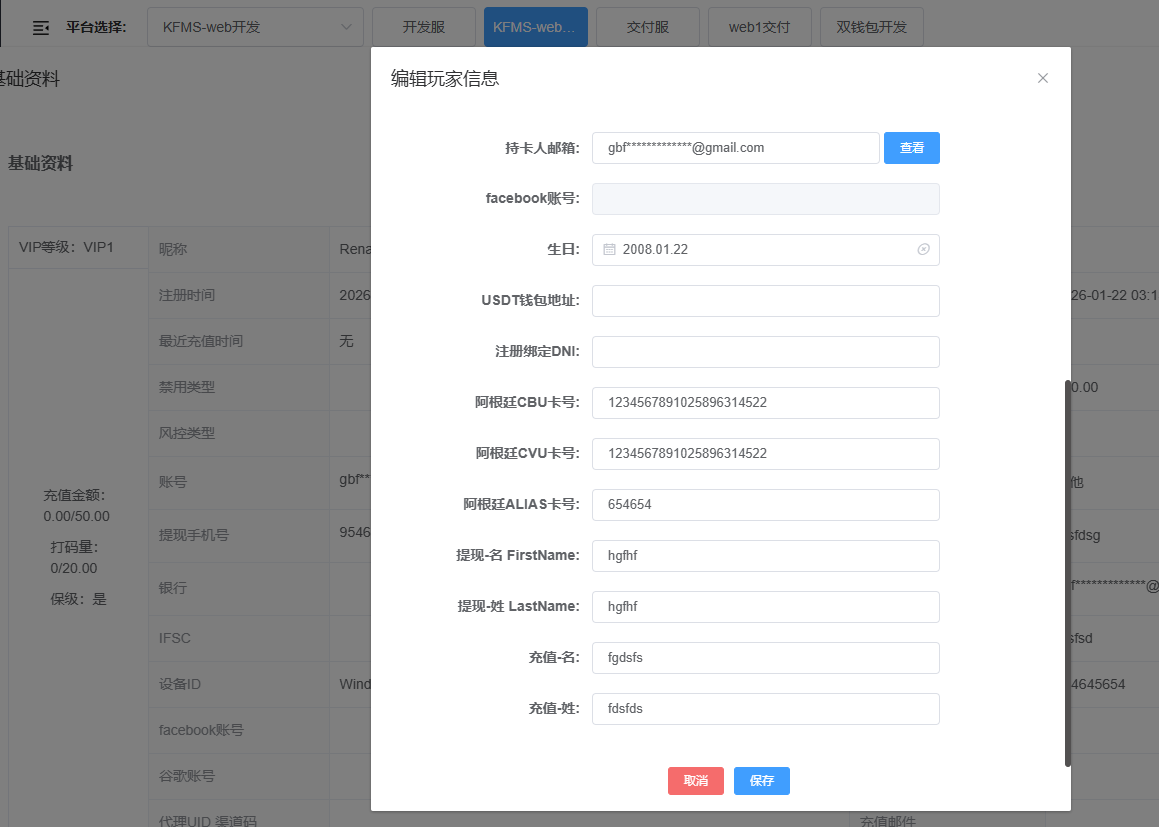 平台选择:
KFMS-web开发
开发服
KFMS-web...
交付服
web1交付
双钱包开发
基础资料
基础资料
VIP等级：VIP1
充值金额：
0.00/50.00
打码量：
0/20.00
保级：是
昵称
Rena
注册时间
2026
26-01-22 03:1
最近充值时间
无
禁用类型
0.00
风控类型
账号
gbf**
他
提现手机号
9546
sfdsg
银行
f*************@
IFSC
sfsd
设备ID
Wind
4645654
facebook账号
谷歌账号
代理UID 渠道码
充值邮件
编辑玩家信息
持卡人邮箱:
gbf*************@gmail.com
查看
facebook账号:
生日:
2008.01.22
USDT钱包地址:
注册绑定DNI:
阿根廷CBU卡号:
1234567891025896314522
阿根廷CVU卡号:
1234567891025896314522
阿根廷ALIAS卡号:
654654
提现-名 FirstName:
hgfhf
提现-姓 LastName:
hgfhf
充值-名:
fgdsfs
充值-姓:
fdsfds
取消
保存